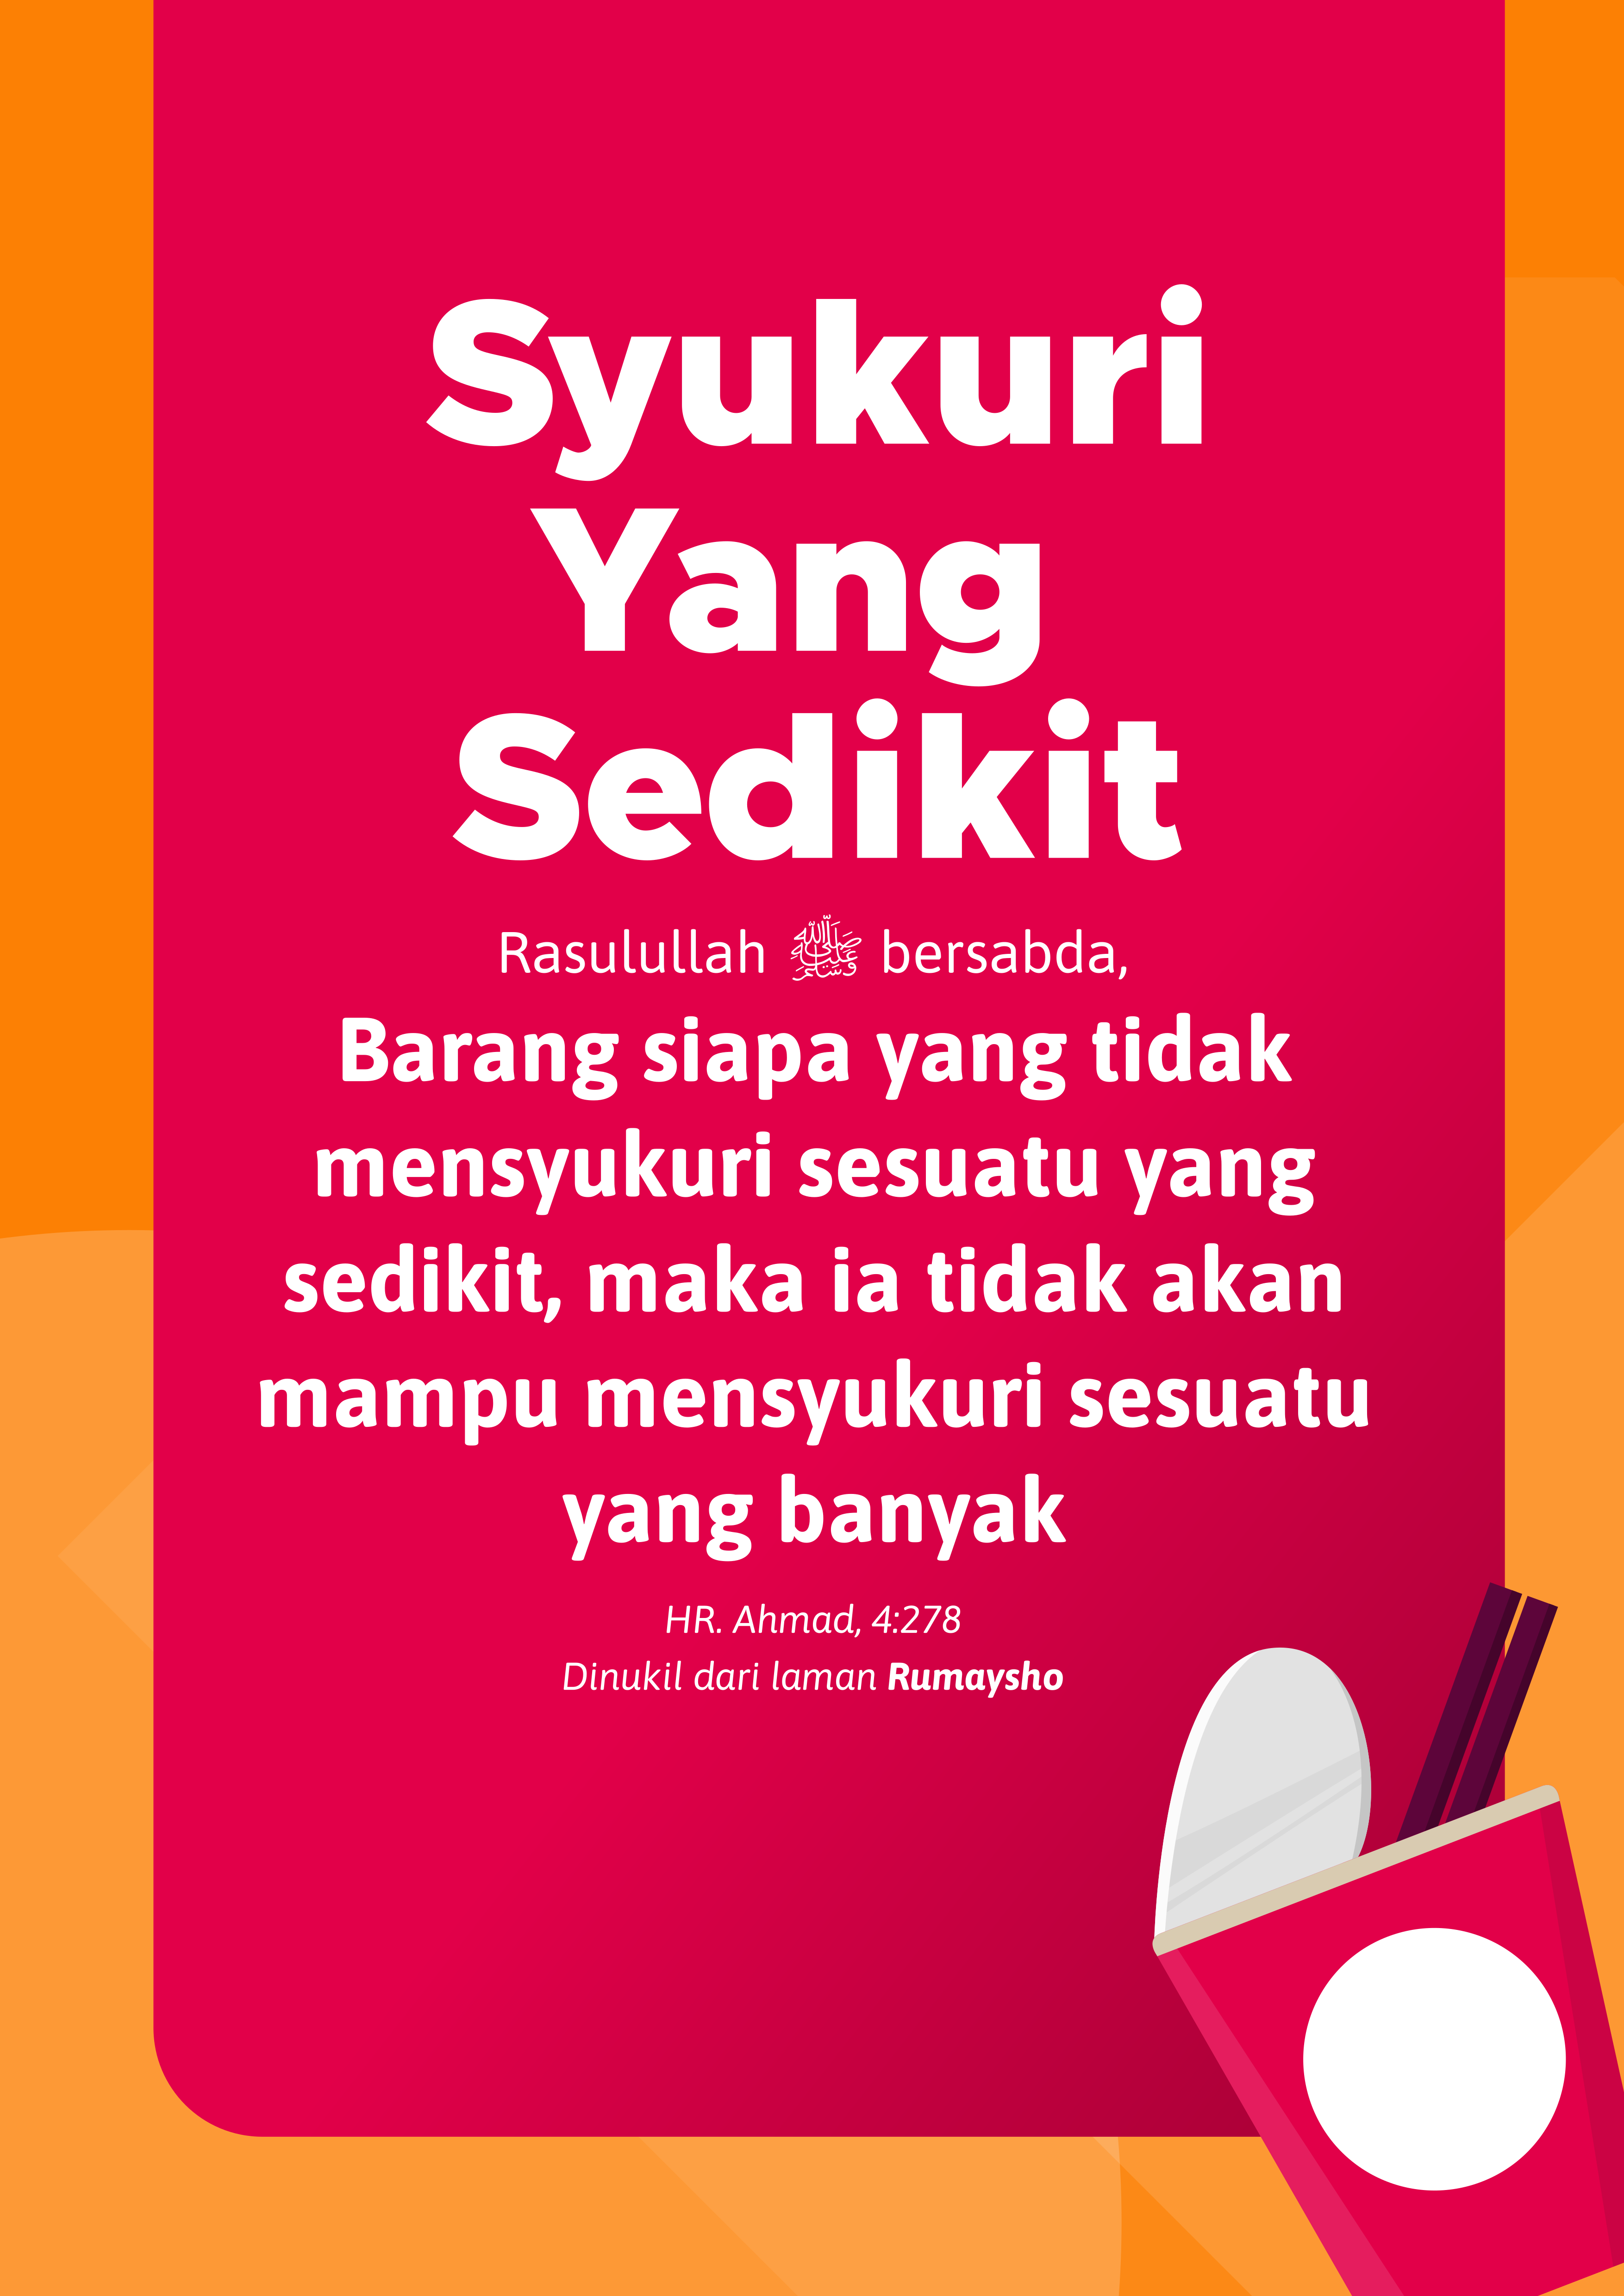 Syukuri
Yang
Sedikit
Rasulullah ﷺ bersabda,
Barang siapa yang tidak
mensyukuri sesuatu yang
sedikit, maka ia tidak akan
mampu mensyukuri sesuatu
yang banyak
HR. Ahmad, 4:278
Dinukil dari laman Rumaysho